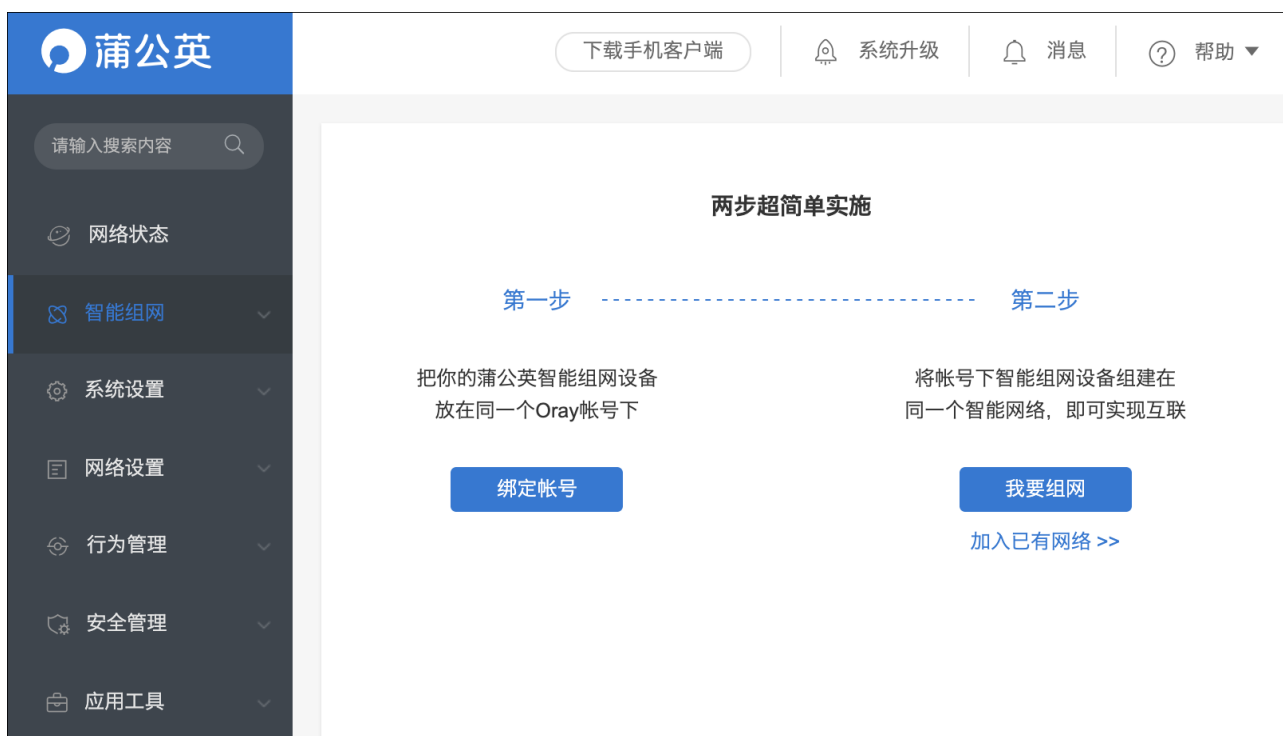 蒲公英
下载手机客户端
系统升级
消息
帮助
请输入搜索内容
网络状态
智能组网
系统设置
网络设置
行为管理
安全管理
应用工具
两步超简单实施
第一步
第二步
把你的蒲公英智能组网设备
放在同一个Oray帐号下
绑定帐号
将帐号下智能组网设备组建在
同一个智能网络，即可实现互联
我要组网
加入已有网络 >>